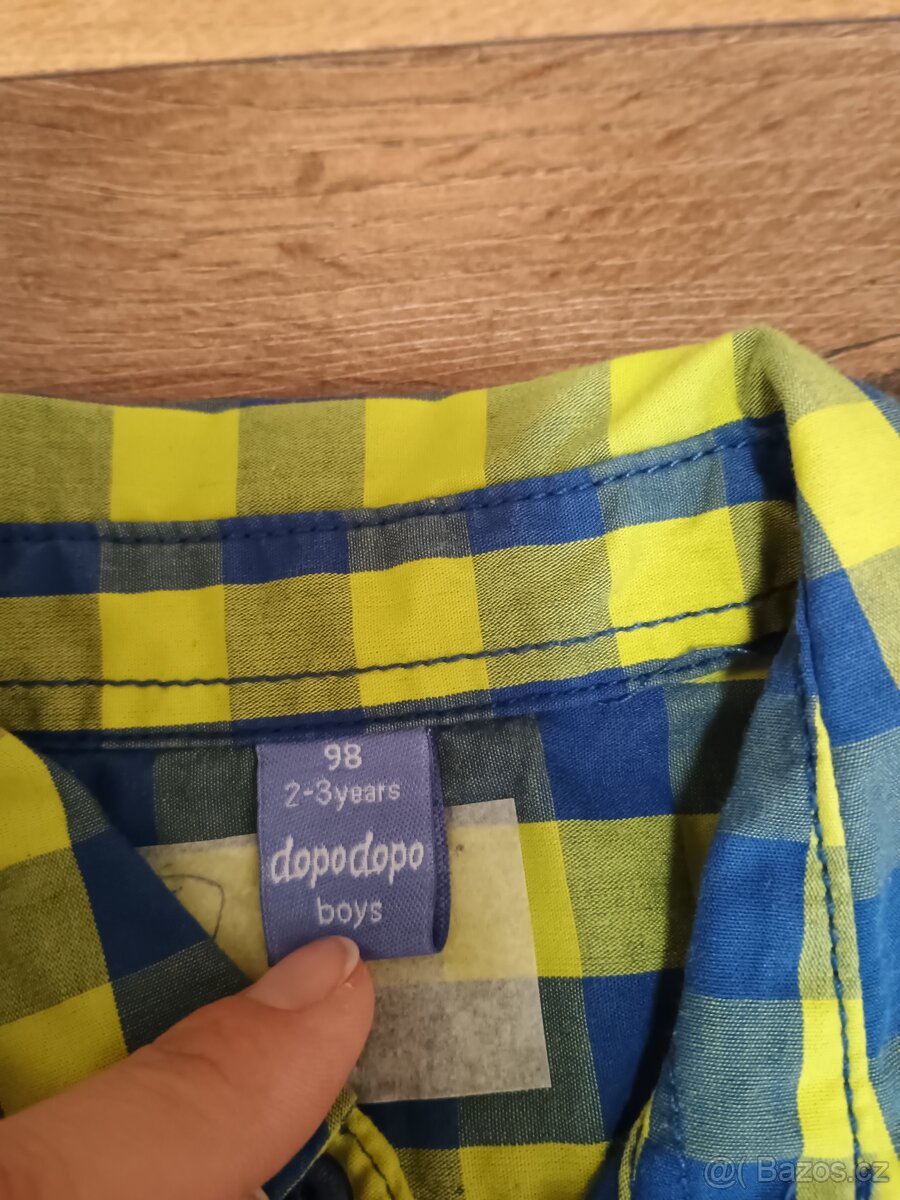 98
2-3years
dopodopo
boys
@( Bazos.cz